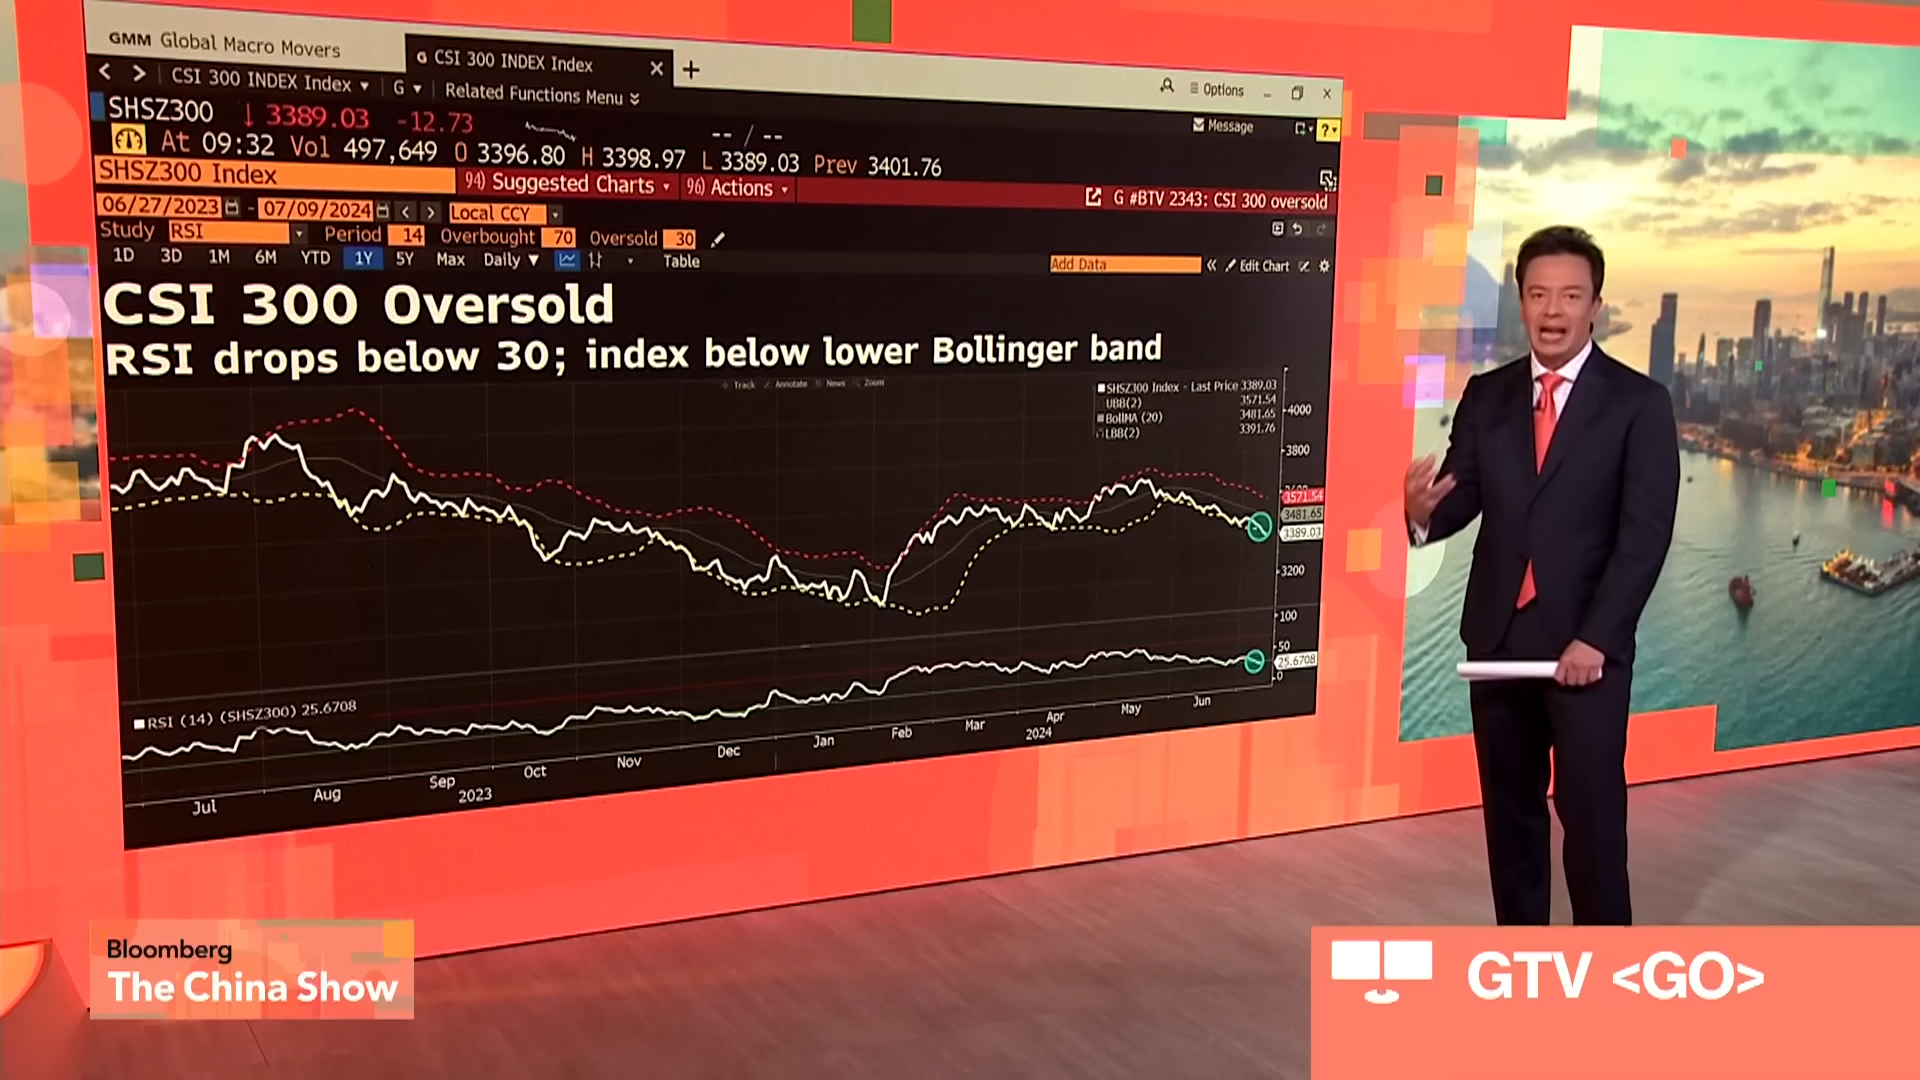 GMM Global Macro Movers
G CSI 300 INDEX Index
CSI 300 INDEX Index G Related Functions Menu
Options
SHSZ300 ↓ 3389.03 -12.73 -- / --
Message
At 09:32 Vol 497,649 O 3396.80 H 3398.97 L 3389.03 Prev 3401.76
SHSZ300 Index 94) Suggested Charts 96) Actions G #BTV 2343: CSI 300 oversold
06/27/2023 - 07/09/2024 Local CCY
Study RSI Period 14 Overbought 70 Oversold 30
1D 3D 1M 6M YTD 1Y 5Y Max Daily Table Add Data « Edit Chart
CSI 300 Oversold
RSI drops below 30; index below lower Bollinger band
Track Annotate News Zoom
SHSZ300 Index - Last Price 3389.03
UBB(2) 3571.54
BollMA (20) 3481.65
LBB(2) 3391.76
4000
3800
3571.54
3481.65
3389.03
3200
100
50
25.6708
0
RSI (14) (SHSZ300) 25.6708
Jul Aug Sep Oct Nov Dec Jan Feb Mar Apr May Jun
2023 2024
Bloomberg
The China Show
GTV <GO>